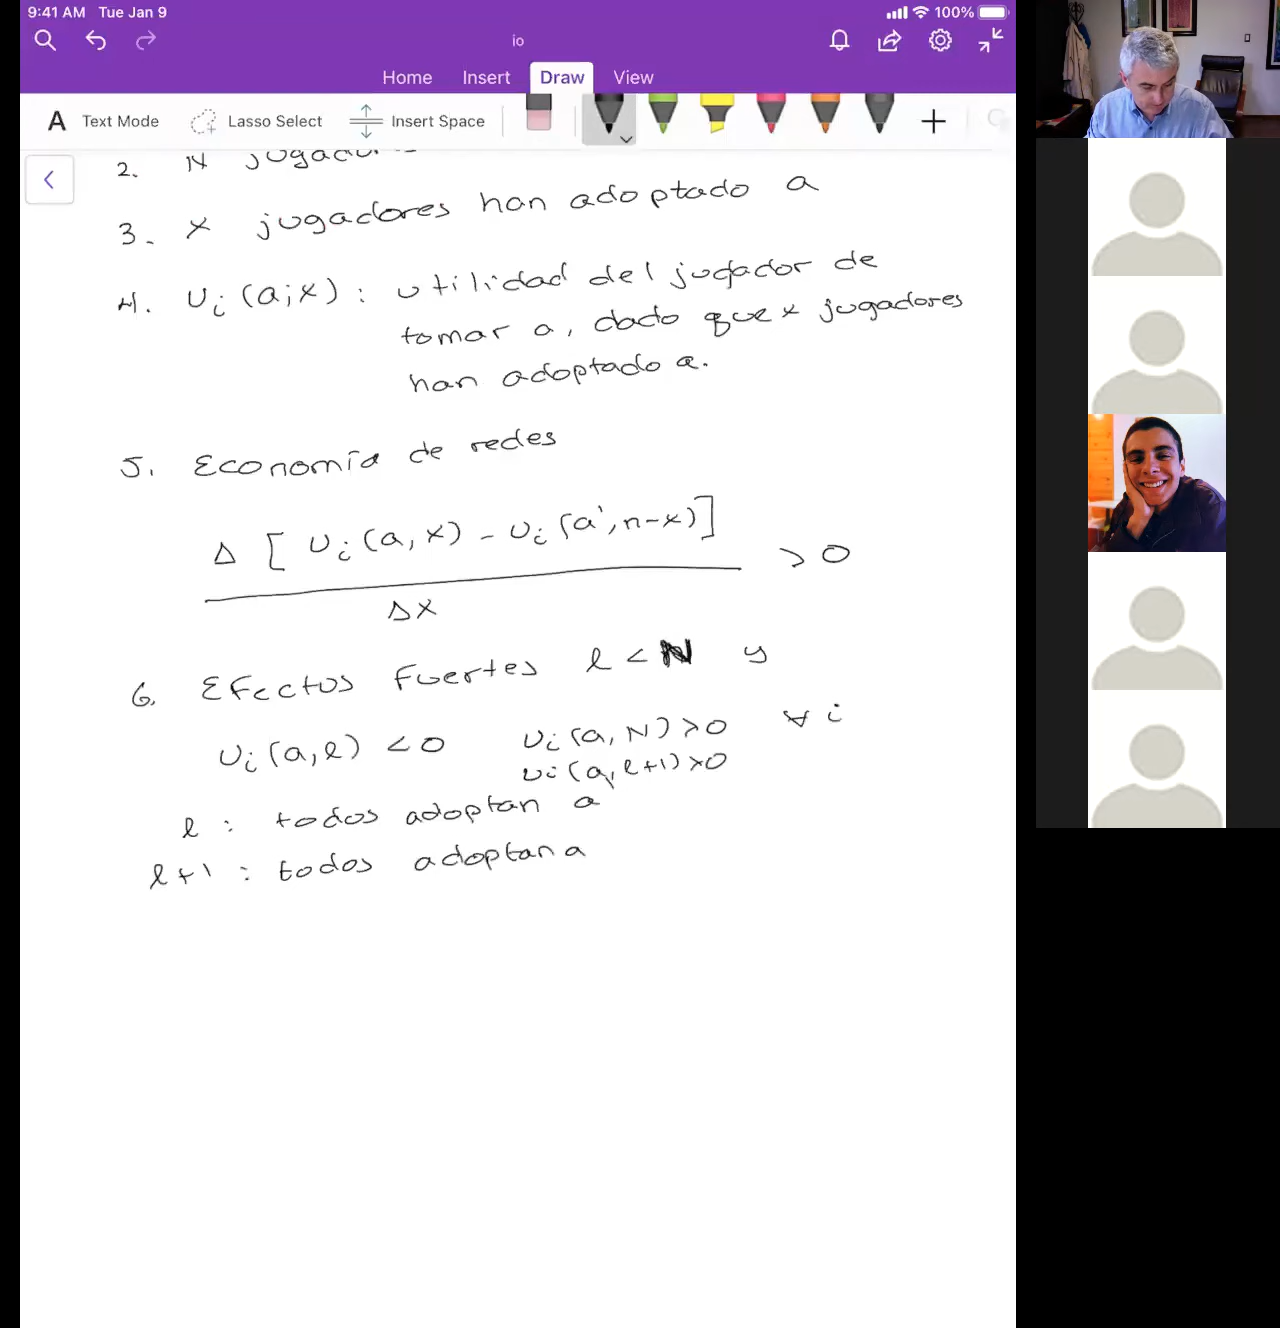 9:41 AM Tue Jan 9 100%
io
Home Insert Draw View
A Text Mode Lasso Select Insert Space
2. N jugadores
3. x jugadores han adoptado a
4. Ui (a;x) : utilidad del jugador de
tomar a, dado que x jugadores
han adoptado a.
5. Economía de redes
Δ [ Ui (a, x) - Ui (a', n-x) ]
ΔX
> 0
6. Efectos Fuertes l < N y
Ui (a, l) < 0 Ui (a, N) > 0 ∀ i
Ui (a, l+1) > 0
l : todos adoptan a
l+1 : todos adoptan a